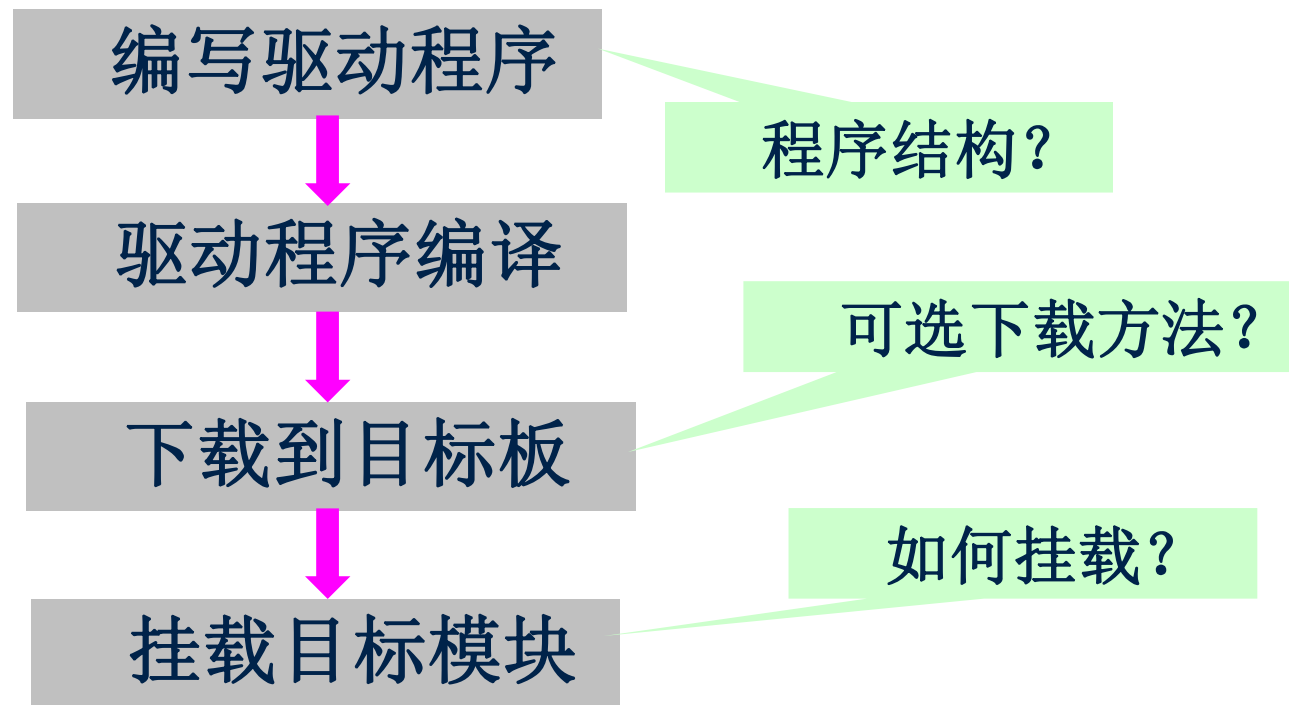 编写驱动程序
程序结构？
驱动程序编译
可选下载方法？
下载到目标板
如何挂载？
挂载目标模块